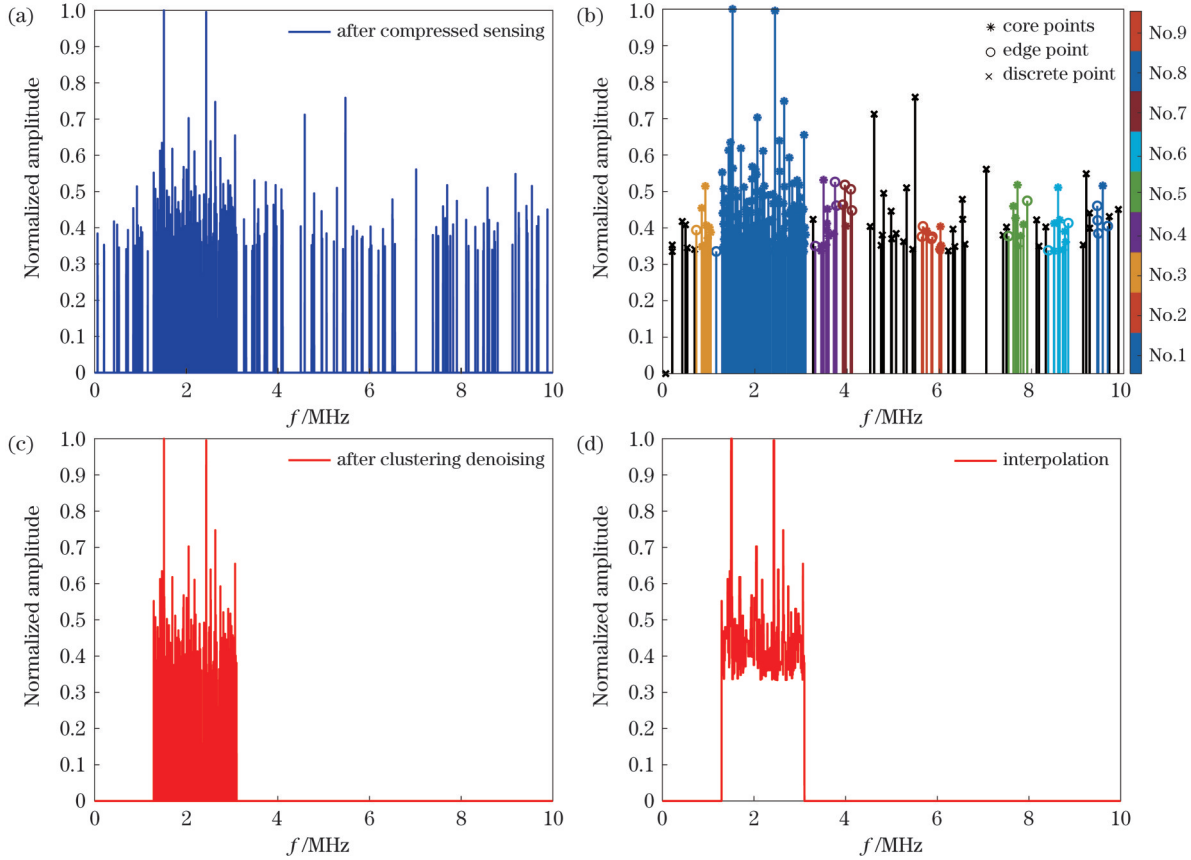 (a)
after compressed sensing
Normalized amplitude
1.0
0.9
0.8
0.7
0.6
0.5
0.4
0.3
0.2
0.1
0
0 2 4 6 8 10
f/MHz
(b)
core points
edge point
discrete point
Normalized amplitude
1.0
0.9
0.8
0.7
0.6
0.5
0.4
0.3
0.2
0.1
0
0 2 4 6 8 10
f/MHz
No.9
No.8
No.7
No.6
No.5
No.4
No.3
No.2
No.1
(c)
after clustering denoising
Normalized amplitude
1.0
0.9
0.8
0.7
0.6
0.5
0.4
0.3
0.2
0.1
0
0 2 4 6 8 10
f/MHz
(d)
interpolation
Normalized amplitude
1.0
0.9
0.8
0.7
0.6
0.5
0.4
0.3
0.2
0.1
0
0 2 4 6 8 10
f/MHz